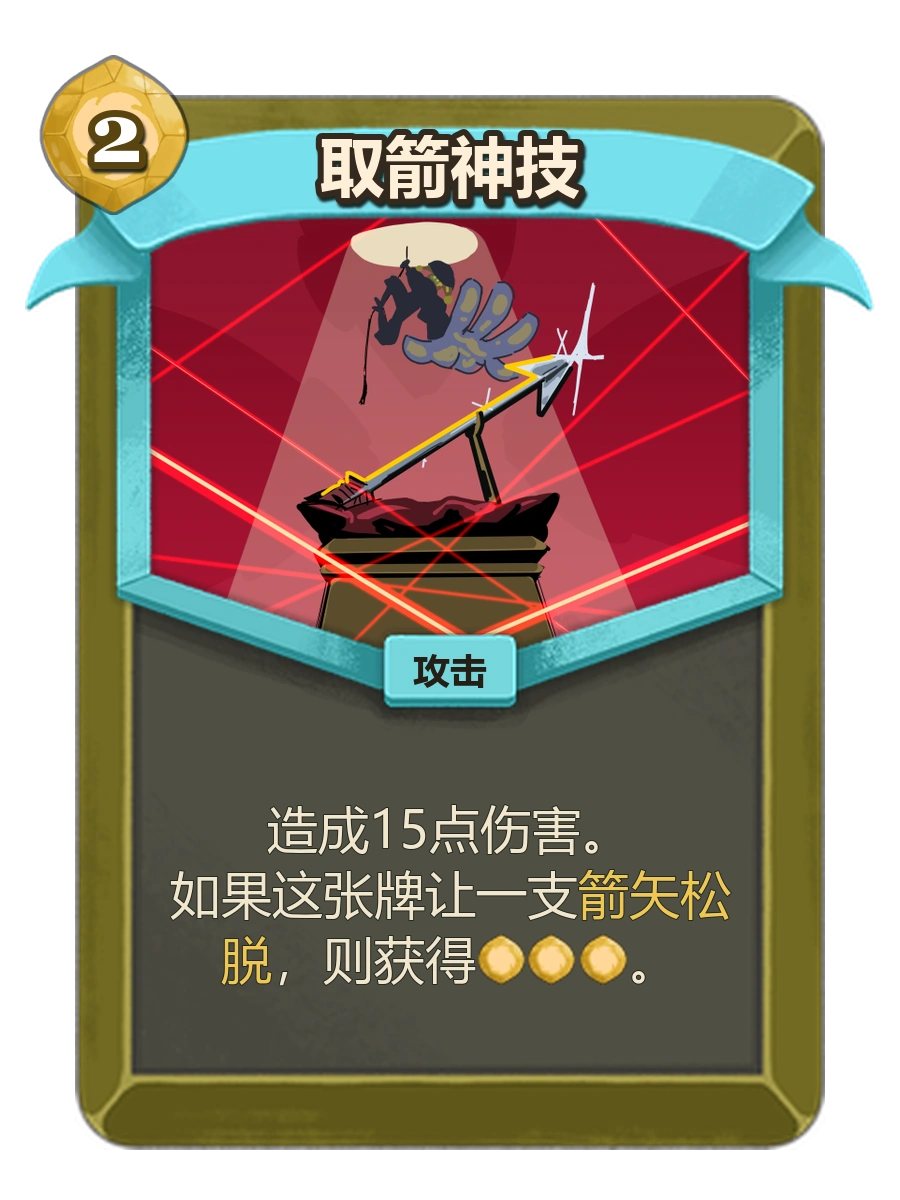 2
取箭神技
攻击
造成15点伤害。
如果这张牌让一支箭矢松
脱，则获得。